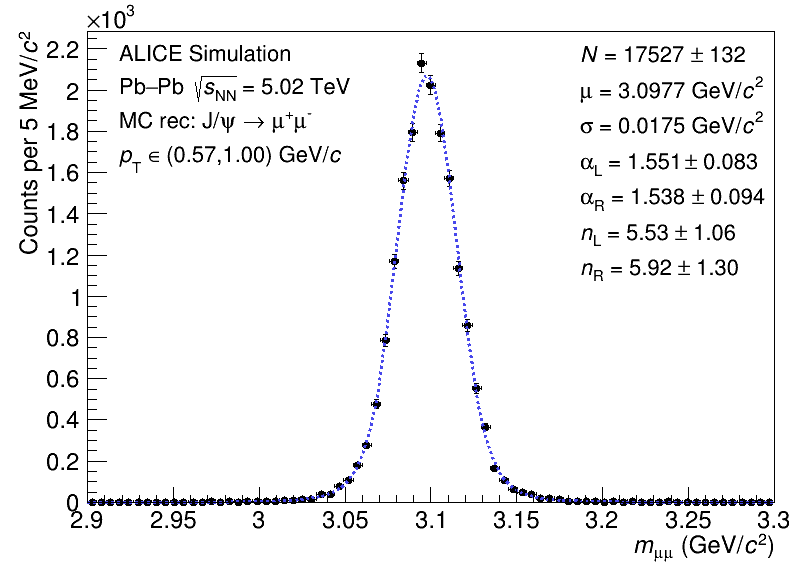 ×10³
Counts per 5 MeV/c²
ALICE Simulation
Pb–Pb √sNN = 5.02 TeV
MC rec: J/ψ → μ⁺μ⁻
pT ∈ (0.57,1.00) GeV/c
N = 17527 ± 132
μ = 3.0977 GeV/c²
σ = 0.0175 GeV/c²
αL = 1.551 ± 0.083
αR = 1.538 ± 0.094
nL = 5.53 ± 1.06
nR = 5.92 ± 1.30
2.2
2
1.8
1.6
1.4
1.2
1
0.8
0.6
0.4
0.2
0
2.9 2.95 3 3.05 3.1 3.15 3.2 3.25 3.3
mμμ (GeV/c²)